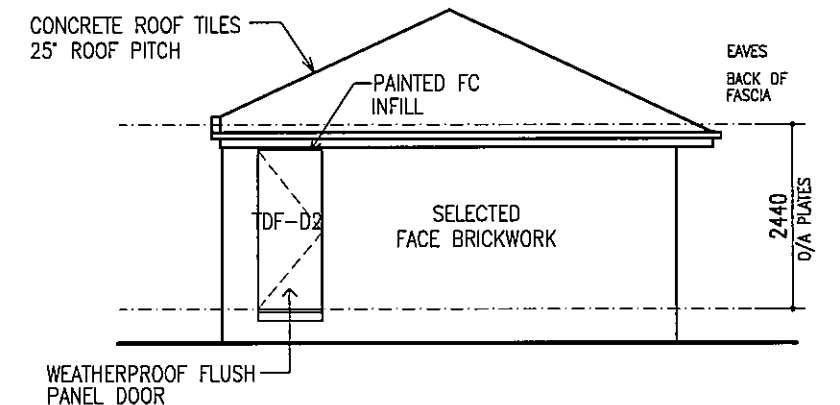 CONCRETE ROOF TILES
25° ROOF PITCH
EAVES
BACK OF
FASCIA
PAINTED FC
INFILL
TDF-D2
SELECTED
FACE BRICKWORK
2440
O/A PLATES
WEATHERPROOF FLUSH
PANEL DOOR